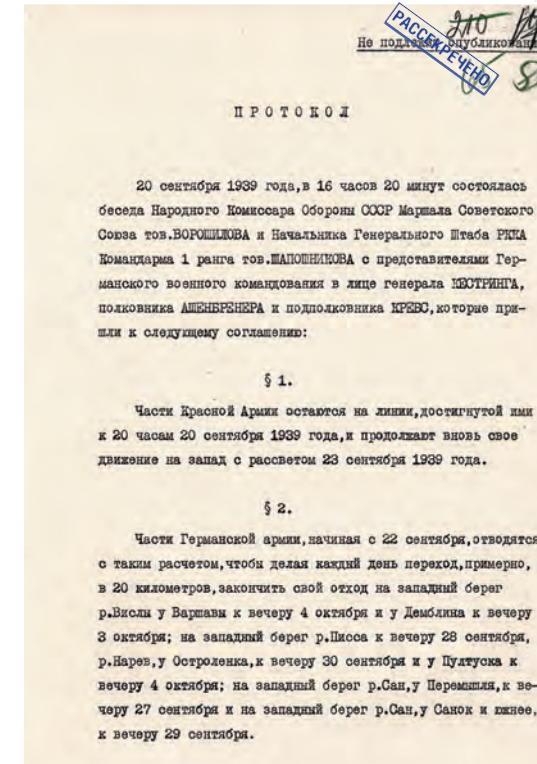 210
Не подлежит опубликован
РАССЕКРЕЧЕНО
8
ПРОТОКОЛ
20 сентября 1939 года,в 16 часов 20 минут состоялась
беседа Народного Комиссара Обороны СССР Маршала Советского
Союза тов.ВОРОШИЛОВА и Начальника Генерального Штаба РККА
Командарма 1 ранга тов.ШАПОШНИКОВА с представителями Гер-
манского военного командования в лице генерала КЕСТРИНГА,
полковника АШЕНБРЕНЕРА и подполковника КРЕБС,которые при-
шли к следующему соглашению:
§ 1.
Части Красной Армии остаются на линии,достигнутой ими
к 20 часам 20 сентября 1939 года,и продолжают вновь свое
движение на запад с рассветом 23 сентября 1939 года.
§ 2.
Части Германской армии,начиная с 22 сентября,отводятся
с таким расчетом,чтобы делая каждый день переход,примерно,
в 20 километров,закончить свой отход на западный берег
р.Вислы у Варшавы к вечеру 4 октября и у Демблина к вечеру
3 октября; на западный берег р.Писса к вечеру 28 сентября,
р.Нарев,у Остроленка,к вечеру 30 сентября и у Пултуска к
вечеру 4 октября; на западный берег р.Сан,у Перемышля,к ве-
черу 27 сентября и на западный берег р.Сан,у Санок и южнее,
к вечеру 29 сентября.